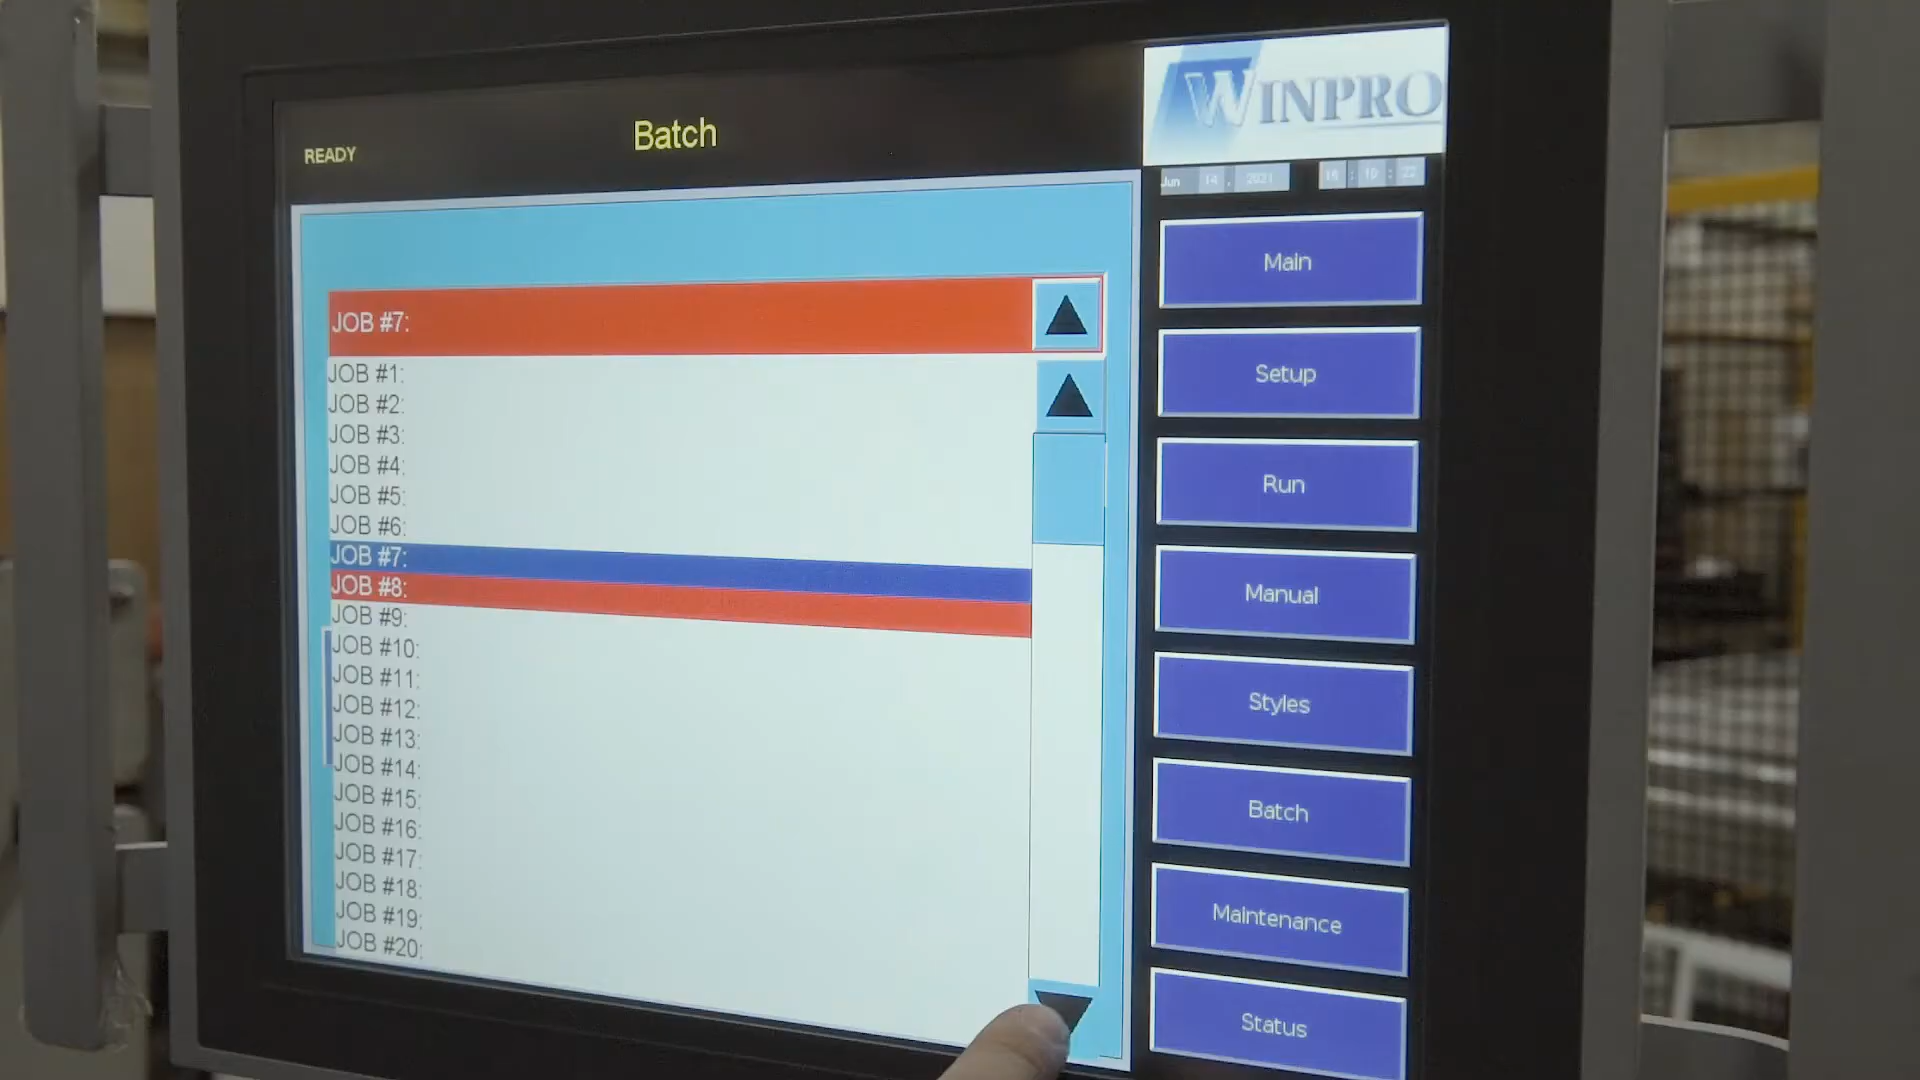 WINPRO
READY
Batch
Jun 14, 2021
JOB #7:
JOB #1:
JOB #2:
JOB #3:
JOB #4:
JOB #5:
JOB #6:
JOB #7:
JOB #8:
JOB #9:
JOB #10:
JOB #11:
JOB #12:
JOB #13:
JOB #14:
JOB #15:
JOB #16:
JOB #17:
JOB #18:
JOB #19:
JOB #20:
Main
Setup
Run
Manual
Styles
Batch
Maintenance
Status